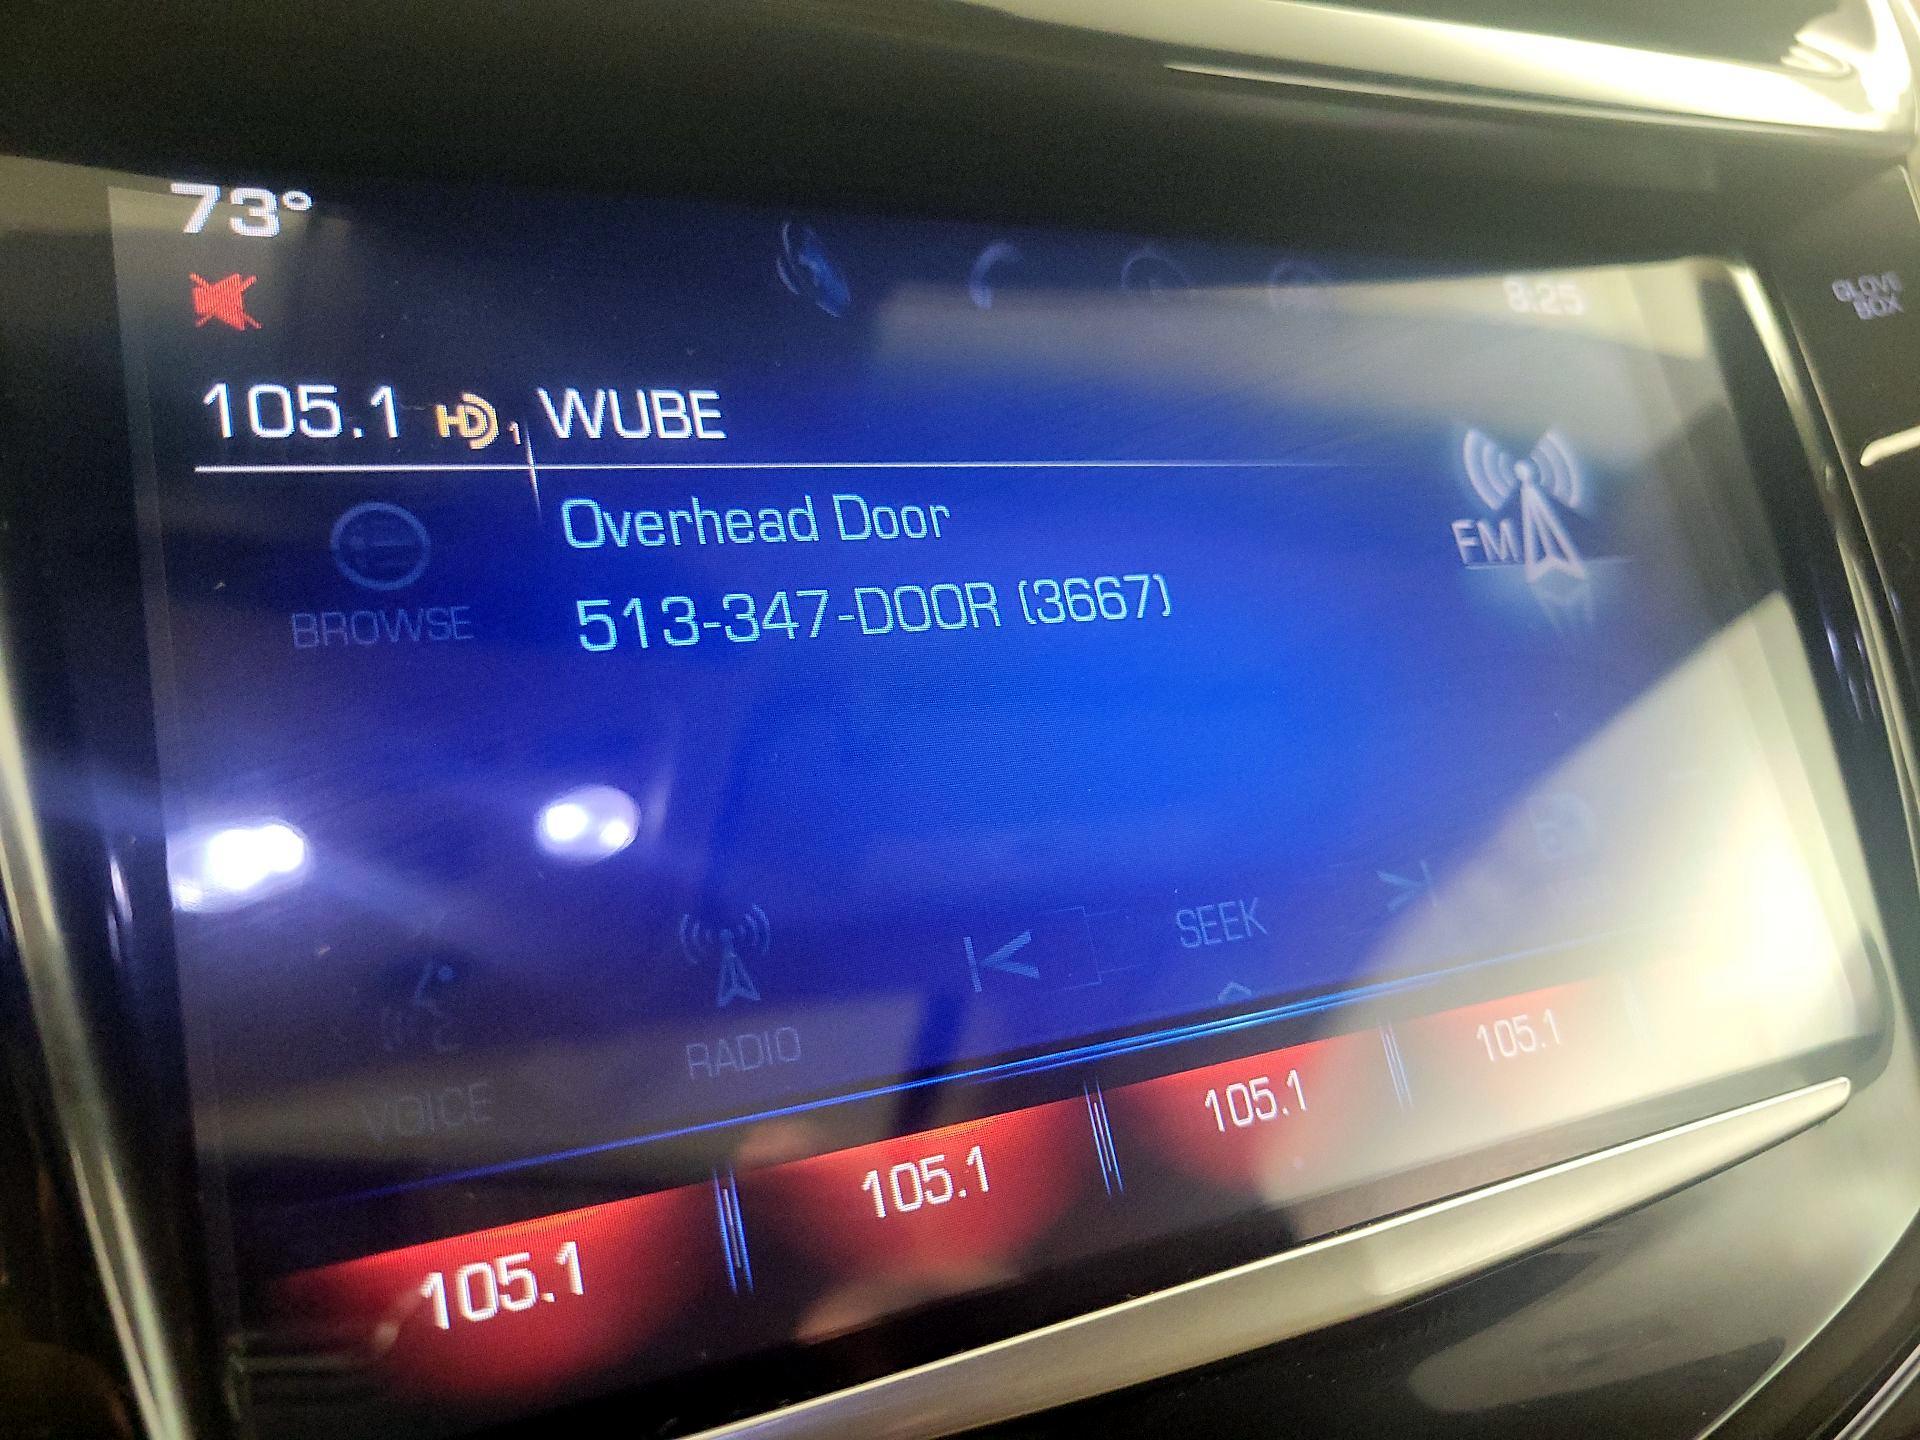 73°
8:25
GLOVE
BOX
105.1 HD 1 WUBE
Overhead Door
FM
BROWSE
513-347-DOOR (3667)
SEEK
RADIO
VOICE
105.1
105.1
105.1
105.1